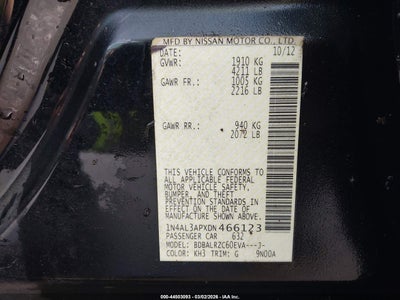 MFD BY NISSAN MOTOR CO., LTD.
DATE: 10/12
GVWR: 1910 KG
4211 LB
GAWR FR.: 1005 KG
2216 LB
GAWR RR.: 940 KG
2072 LB
THIS VEHICLE CONFORMS TO
ALL APPLICABLE FEDERAL
MOTOR VEHICLE SAFETY,
BUMPER, AND THEFT
PREVENTION STANDARDS IN
EFFECT ON THE DATE OF
MANUFACTURE SHOWN ABOVE.
1N4AL3APXDN466123
PASSENGER CAR 632
MODEL: BDBALRZC60EVA---J-
COLOR: KH3 TRIM: G 9N00A
44503093 - 03/02/2026 - IAA